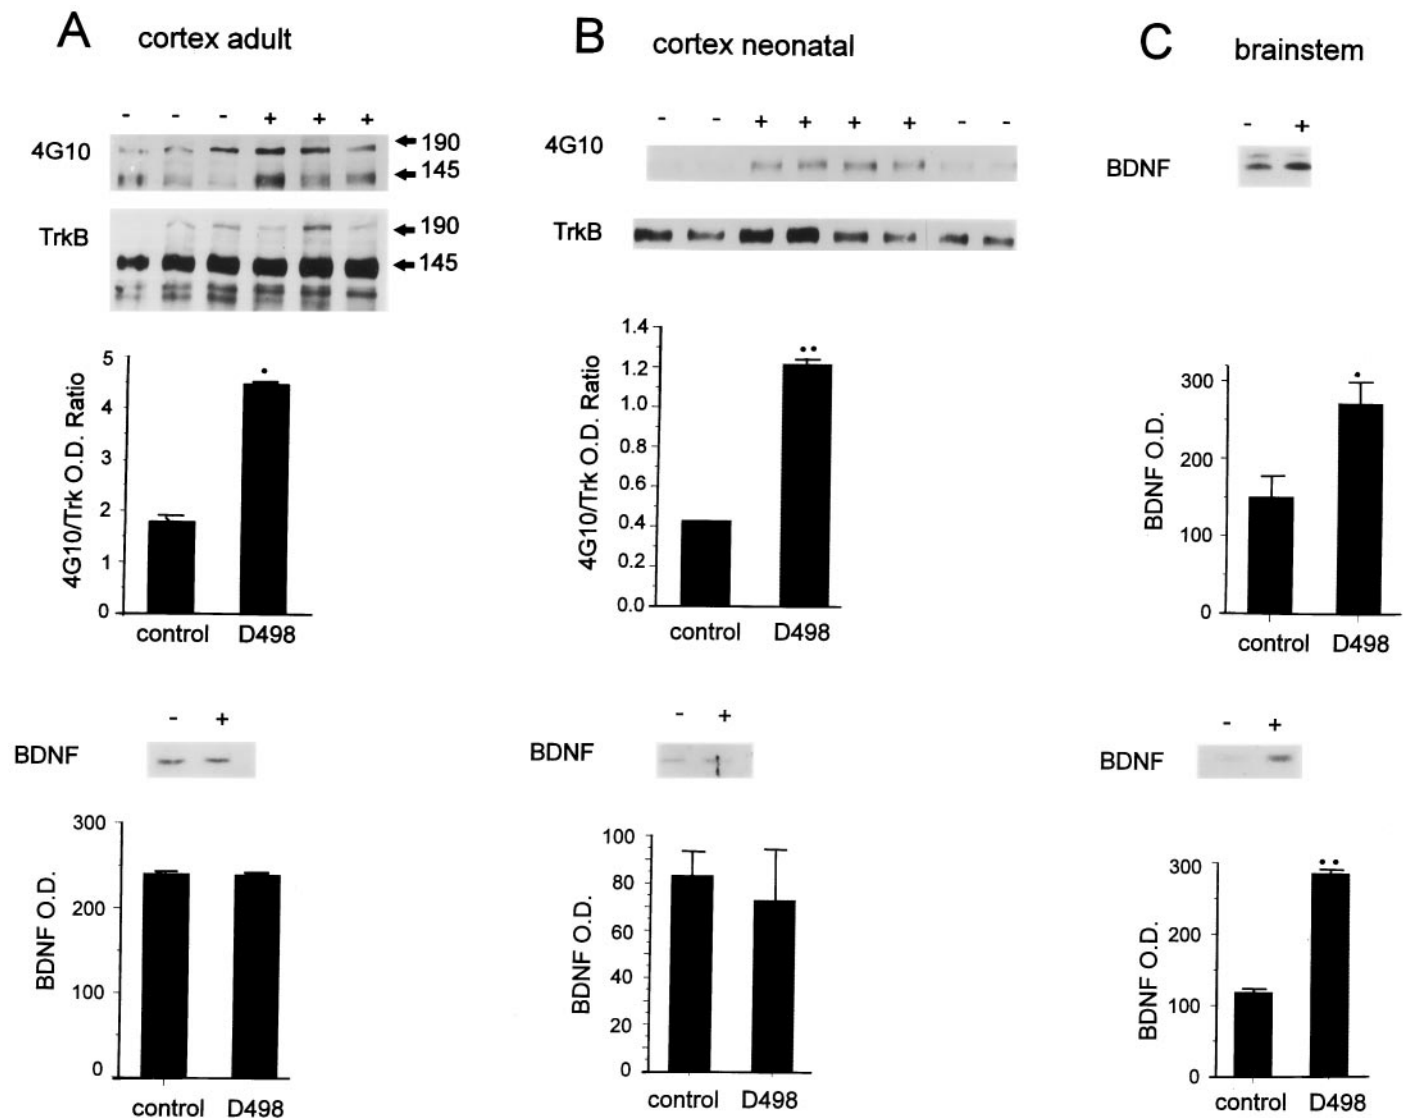 A cortex adult
- - - + + +
4G10
190
145
TrkB
190
145
4G10/Trk O.D. Ratio
5
4
3
2
1
0
control D498
- +
BDNF
BDNF O.D.
300
200
100
0
control D498
B cortex neonatal
- - + + + + - -
4G10
TrkB
4G10/Trk O.D. Ratio
1.4
1.2
1.0
0.8
0.6
0.4
0.2
0.0
control D498
- +
BDNF
BDNF O.D.
100
80
60
40
20
0
control D498
C brainstem
- +
BDNF
BDNF O.D.
300
200
100
0
control D498
- +
BDNF
BDNF O.D.
300
200
100
0
control D498